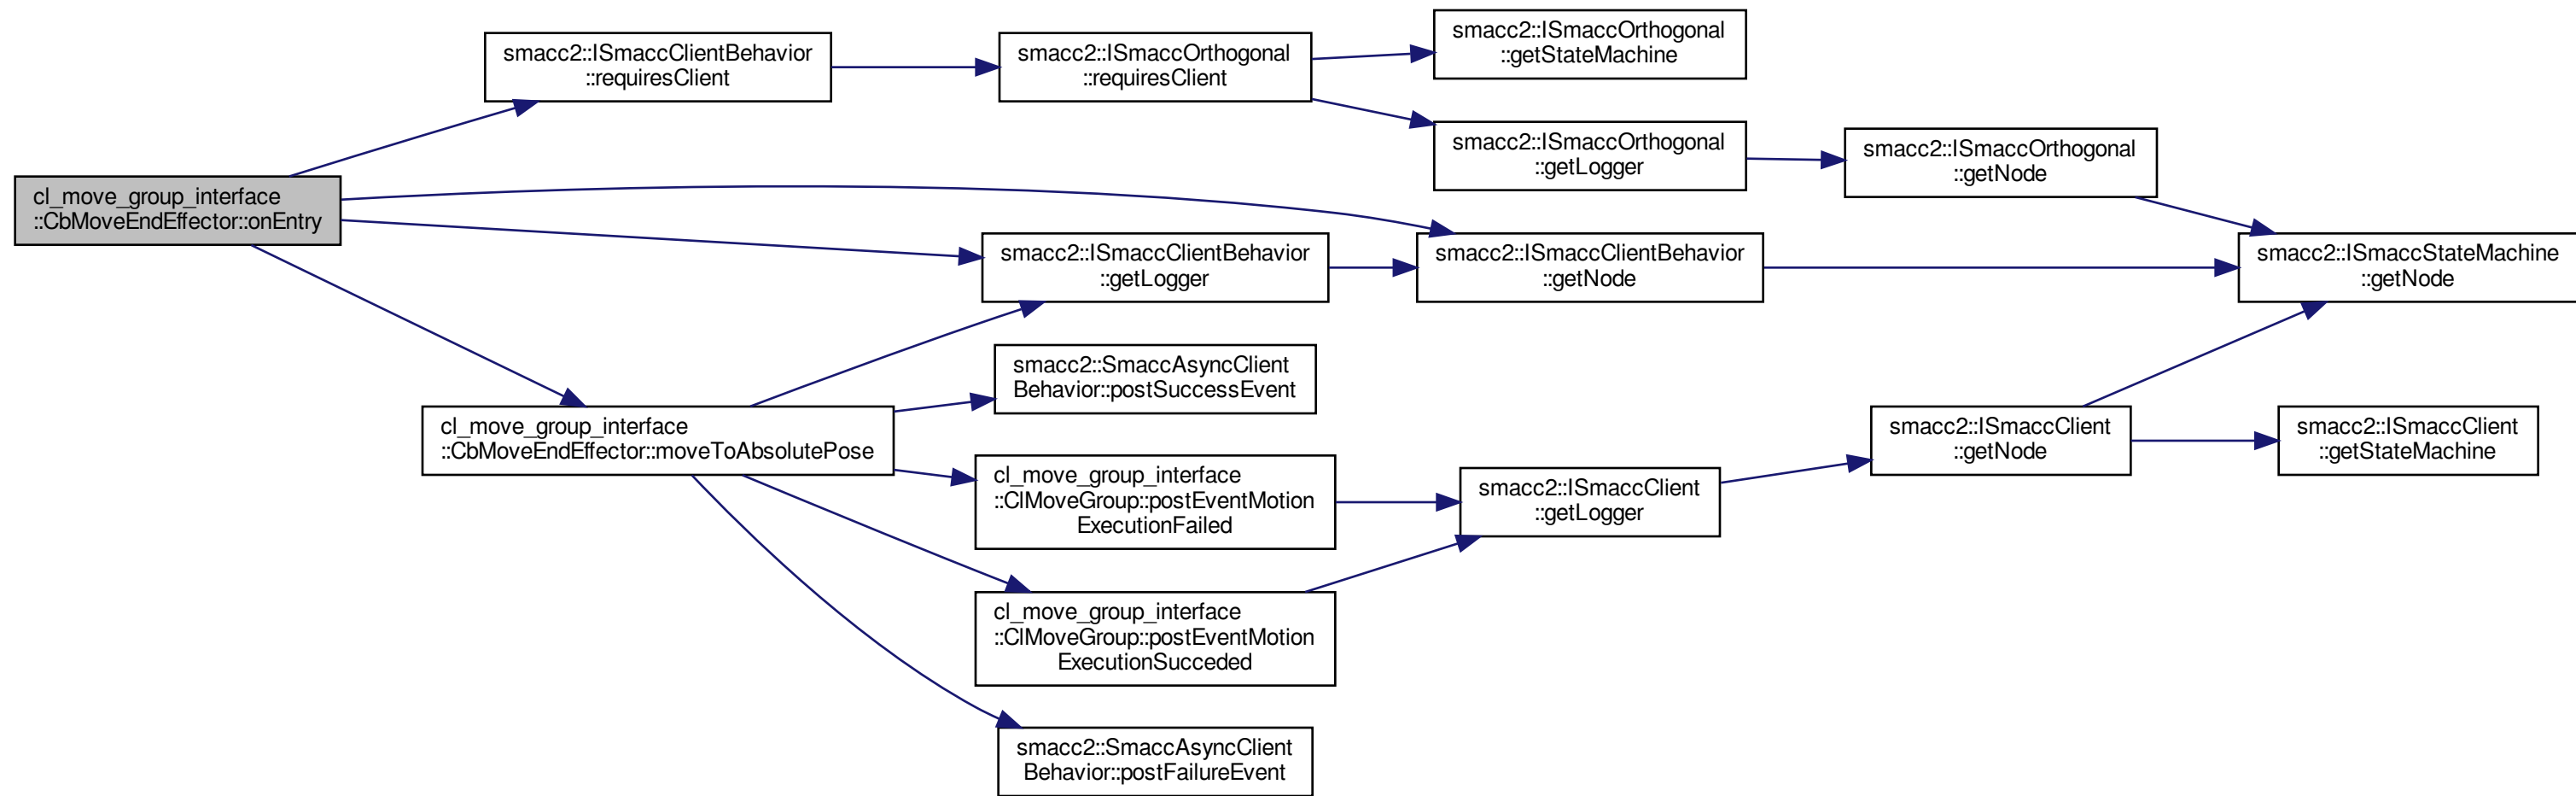 smacc2::ISmaccClientBehavior
::requiresClient
smacc2::ISmaccOrthogonal
::requiresClient
smacc2::ISmaccOrthogonal
::getStateMachine
smacc2::ISmaccOrthogonal
::getLogger
smacc2::ISmaccOrthogonal
::getNode
cl_move_group_interface
::CbMoveEndEffector::onEntry
smacc2::ISmaccClientBehavior
::getLogger
smacc2::ISmaccClientBehavior
::getNode
smacc2::ISmaccStateMachine
::getNode
smacc2::SmaccAsyncClient
Behavior::postSuccessEvent
cl_move_group_interface
::CbMoveEndEffector::moveToAbsolutePose
cl_move_group_interface
::ClMoveGroup::postEventMotion
ExecutionFailed
smacc2::ISmaccClient
::getLogger
smacc2::ISmaccClient
::getNode
smacc2::ISmaccClient
::getStateMachine
cl_move_group_interface
::ClMoveGroup::postEventMotion
ExecutionSucceded
smacc2::SmaccAsyncClient
Behavior::postFailureEvent